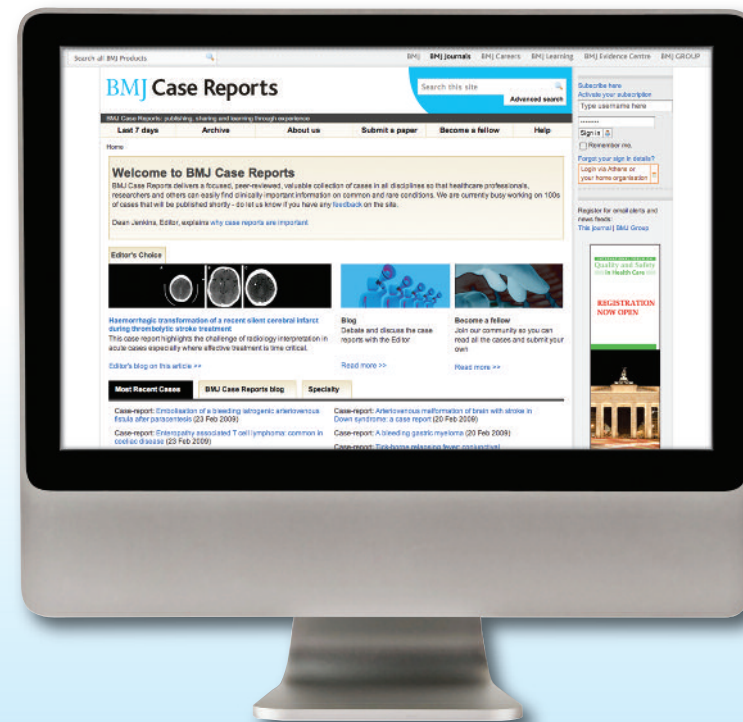 Search all BMJ Products
BMJ BMJ Journals BMJ Careers BMJ Learning BMJ Evidence Centre BMJ GROUP
BMJ Case Reports
Search this site
Advanced search
BMJ Case Reports: publishing, sharing and learning through experience
Last 7 days Archive About us Submit a paper Become a fellow Help
Home
Welcome to BMJ Case Reports
BMJ Case Reports delivers a focused, peer-reviewed, valuable collection of cases in all disciplines so that healthcare professionals,
researchers and others can easily find clinically important information on common and rare conditions. We are currently busy working on 100s
of cases that will be published shortly - do let us know if you have any feedback on the site.
Dean Jenkins, Editor, explains why case reports are important
Editor's Choice
Haemorrhagic transformation of a recent silent cerebral infarct
during thrombolytic stroke treatment
This case report highlights the challenge of radiology interpretation in
acute cases especially where effective treatment is time critical.
Editor's blog on this article >>
Blog
Debate and discuss the case
reports with the Editor
Read more >>
Become a fellow
Join our community so you can
read all the cases and submit your
own
Read more >>
Most Recent Cases BMJ Case Reports blog Specialty
Case-report: Embolisation of a bleeding iatrogenic arteriovenous
fistula after paracentesis (23 Feb 2009)
Case-report: Enteropathy associated T cell lymphoma: common in
coeliac disease (23 Feb 2009)
Case-report: Arteriovenous malformation of brain with stroke in
Down syndrome: a case report (20 Feb 2009)
Case-report: A bleeding gastric myeloma (20 Feb 2009)
Case-report: Tick-borne relapsing fever: conjunctival
Subscribe here
Activate your subscription
Type username here
••••••••
Sign in
Remember me.
Forgot your sign in details?
Login via Athens or
your home organisation
Register for email alerts and
news feeds:
This journal | BMJ Group
Quality and Safety
in Health Care
REGISTRATION
NOW OPEN